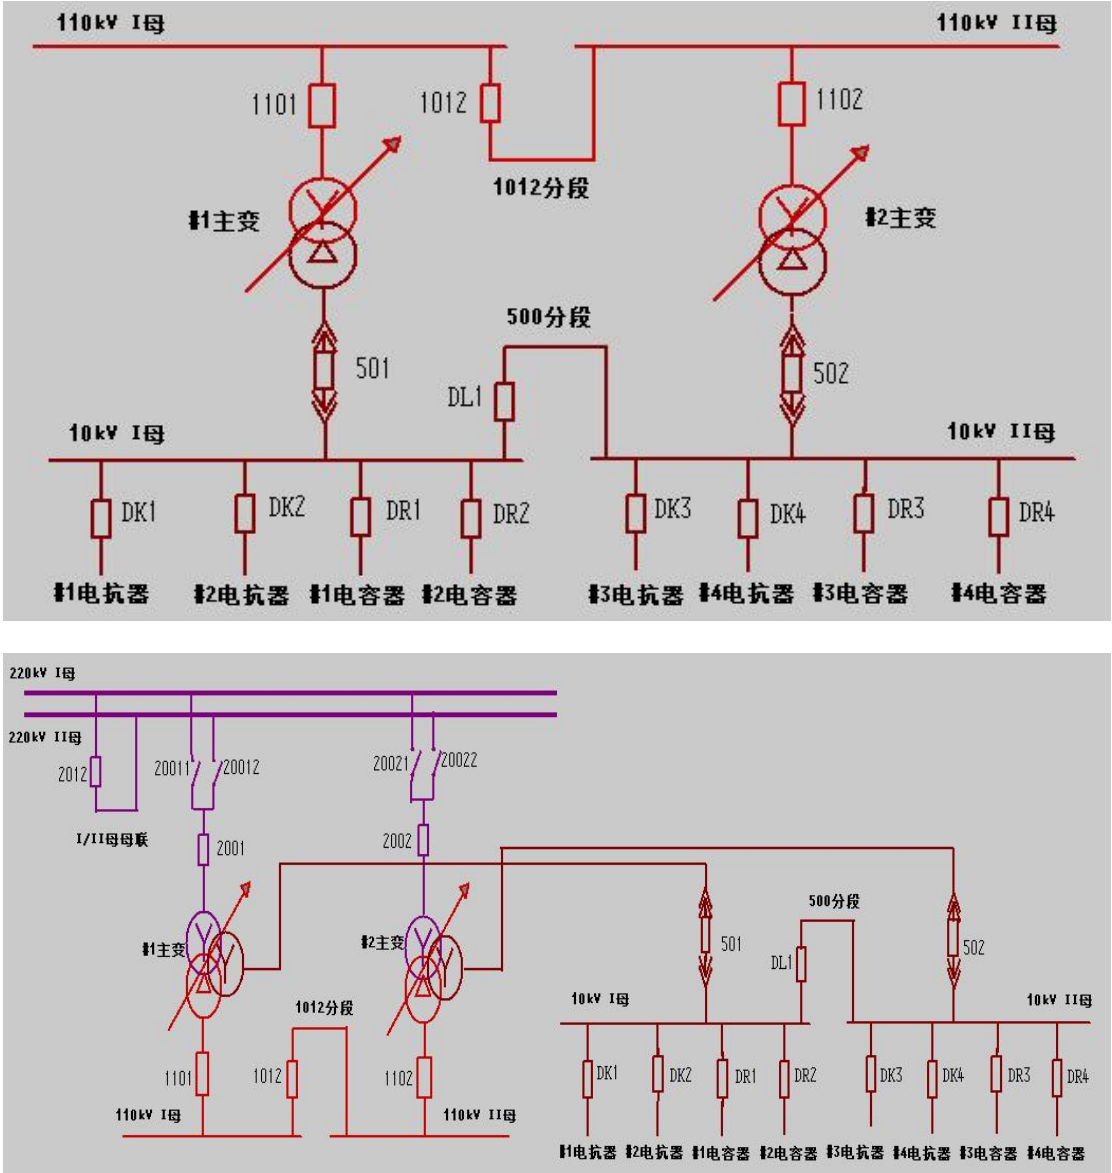 110kV I母
110kV II母
1101
1012
1102
1012分段
#1主变
#2主变
500分段
501
502
DL1
10kV I母
10kV II母
DK1
DK2
DR1
DR2
DK3
DK4
DR3
DR4
#1电抗器
#2电抗器
#1电容器
#2电容器
#3电抗器
#4电抗器
#3电容器
#4电容器
220kV I母
220kV II母
2012
20011
20012
20021
20022
I/II母母联
2001
2002
#1主变
#2主变
500分段
501
502
DL1
10kV I母
10kV II母
1012分段
1101
1012
1102
110kV I母
110kV II母
DK1
DK2
DR1
DR2
DK3
DK4
DR3
DR4
#1电抗器
#2电抗器
#1电容器
#2电容器
#3电抗器
#4电抗器
#3电容器
#4电容器